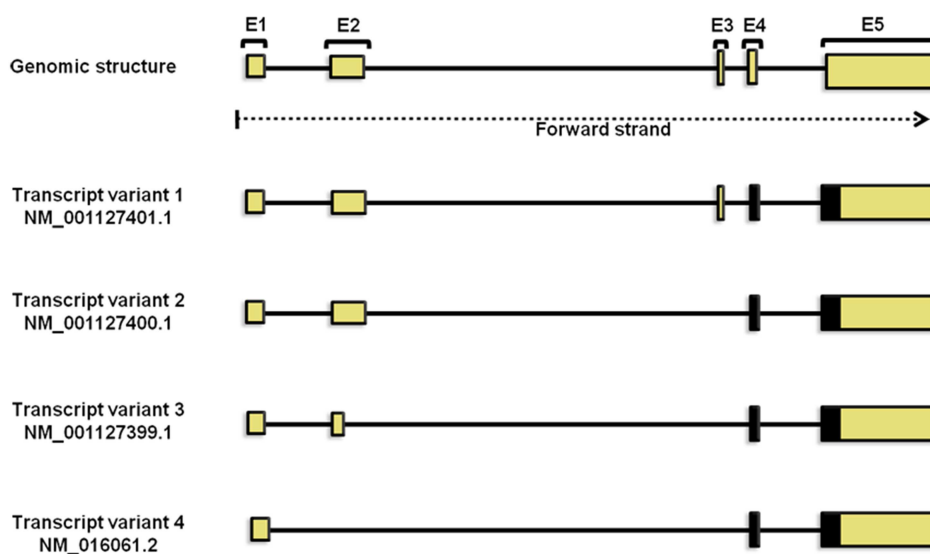 E1 E2 E3 E4 E5
Genomic structure
Forward strand
Transcript variant 1
NM_001127401.1
Transcript variant 2
NM_001127400.1
Transcript variant 3
NM_001127399.1
Transcript variant 4
NM_016061.2